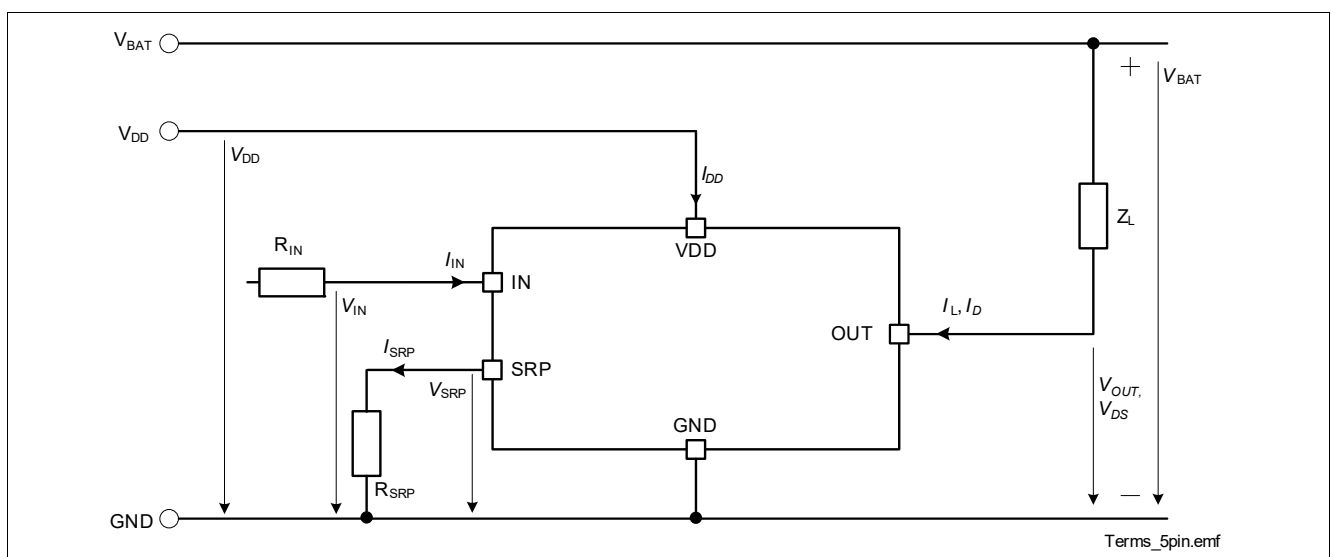 VBAT
+
VBAT
VDD
VDD
IDD
ZL
RIN
VDD
IIN
IN
VIN
IL, ID
OUT
ISRP
SRP
VSRP
VOUT,
VDS
GND
RSRP
—
GND
Terms_5pin.emf